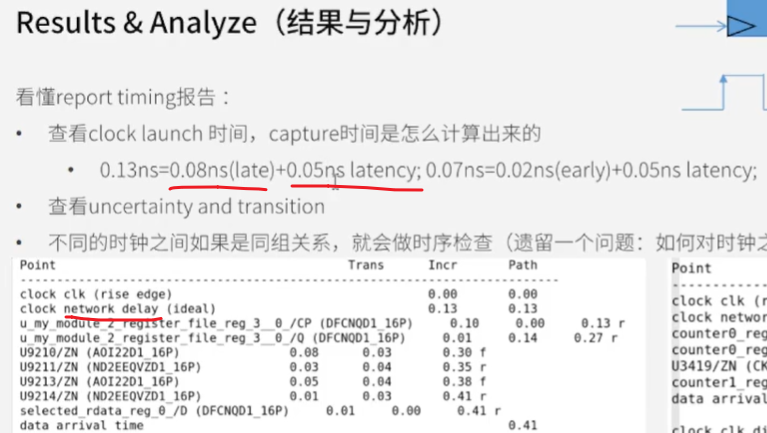 Results & Analyze（结果与分析）
看懂report timing报告：
• 查看clock launch 时间，capture时间是怎么计算出来的
• 0.13ns=0.08ns(late)+0.05ns latency; 0.07ns=0.02ns(early)+0.05ns latency;
• 查看uncertainty and transition
• 不同的时钟之间如果是同组关系，就会做时序检查（遗留一个问题：如何对时钟之
Point Trans Incr Path
clock clk (rise edge) 0.00 0.00
clock network delay (ideal) 0.13 0.13
u_my_module_2_register_file_reg_3__0_/CP (DFCNQD1_16P) 0.10 0.00 0.13 r
u_my_module_2_register_file_reg_3__0_/Q (DFCNQD1_16P) 0.01 0.14 0.27 r
U9210/ZN (AOI22D1_16P) 0.08 0.03 0.30 f
U9211/ZN (ND2EEQVZD1_16P) 0.03 0.04 0.35 r
U9213/ZN (AOI22D1_16P) 0.05 0.04 0.38 f
U9214/ZN (ND2EEQVZD1_16P) 0.01 0.03 0.41 r
selected_rdata_reg_0_/D (DFCNQD1_16P) 0.01 0.00 0.41 r
data arrival time 0.41
Point
clock clk (r
clock networ
counter0_reg
counter0_reg
U3419/ZN (CK
counter1_reg
data arrival